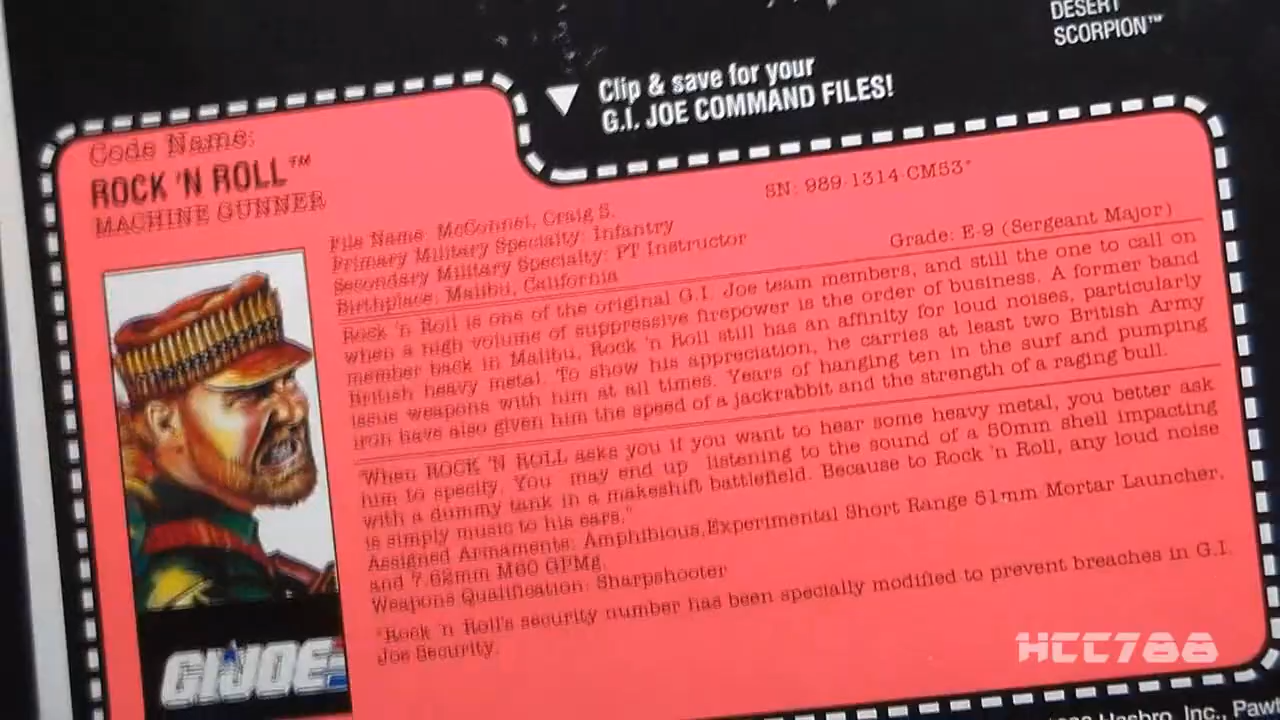 DESERT
SCORPION™
Clip & save for your
G.I. JOE COMMAND FILES!
Code Name:
ROCK 'N ROLL™
MACHINE GUNNER
SN: 989-1314-CM53*
File Name: McConnel, Craig S.
Primary Military Specialty: Infantry
Secondary Military Specialty: PT Instructor
Birthplace: Malibu, California
Grade: E-9 (Sergeant Major)
Rock 'n Roll is one of the original G.I. Joe team members, and still the one to call on
when a high volume of suppressive firepower is the order of business. A former band
member back in Malibu, Rock 'n Roll still has an affinity for loud noises, particularly
British heavy metal. To show his appreciation, he carries at least two British Army
issue weapons with him at all times. Years of hanging ten in the surf and pumping
iron have also given him the speed of a jackrabbit and the strength of a raging bull.
"When ROCK 'N ROLL asks you if you want to hear some heavy metal, you better ask
him to specify. You may end up listening to the sound of a 50mm shell impacting
with a dummy tank in a makeshift battlefield. Because to Rock 'n Roll, any loud noise
is simply music to his ears."
Assigned Armaments: Amphibious,Experimental Short Range 51mm Mortar Launcher,
and 7.62mm M60 GPMg
Weapons Qualification: Sharpshooter
*Rock 'n Roll's security number has been specially modified to prevent breaches in G.I.
Joe Security.
G.I. JOE
HCC788
Hasbro, Inc., Pawt